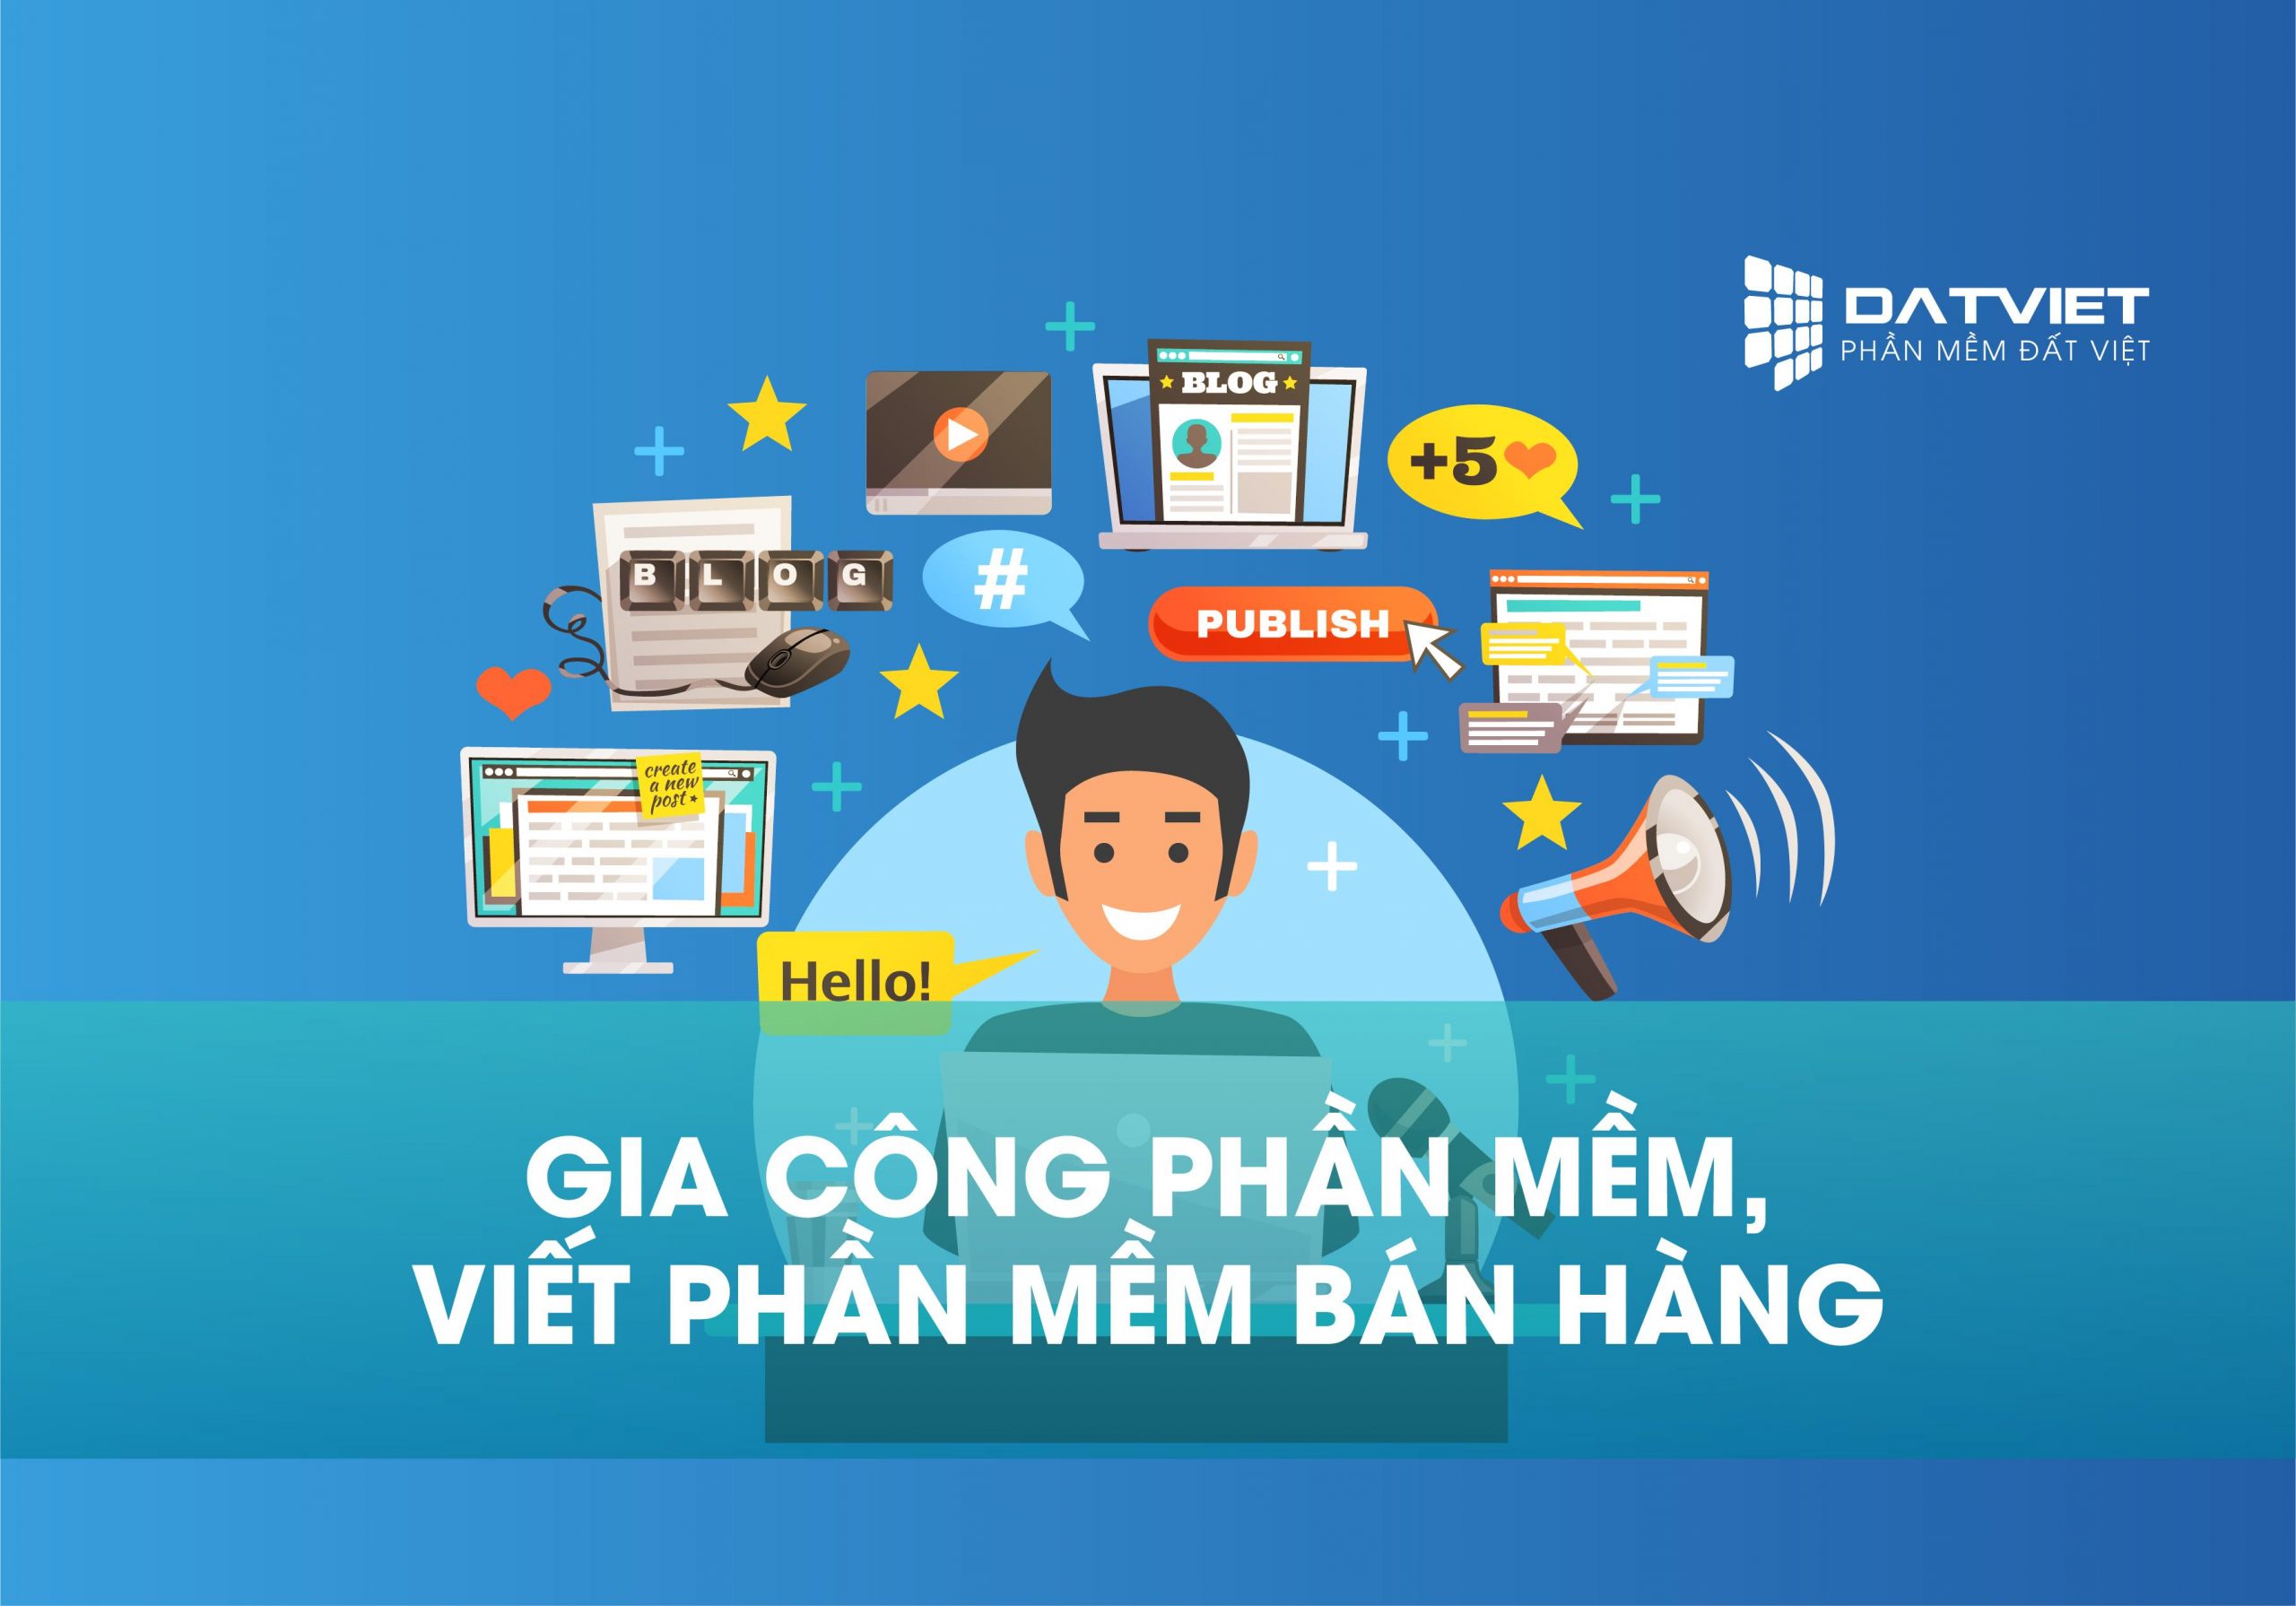 DATVIET
PHẦN MỀM ĐẤT VIỆT
BLOG
+5
B L O G
#
PUBLISH
create
a new
post
Hello!
GIA CÔNG PHẦN MỀM,
VIẾT PHẦN MỀM BÁN HÀNG